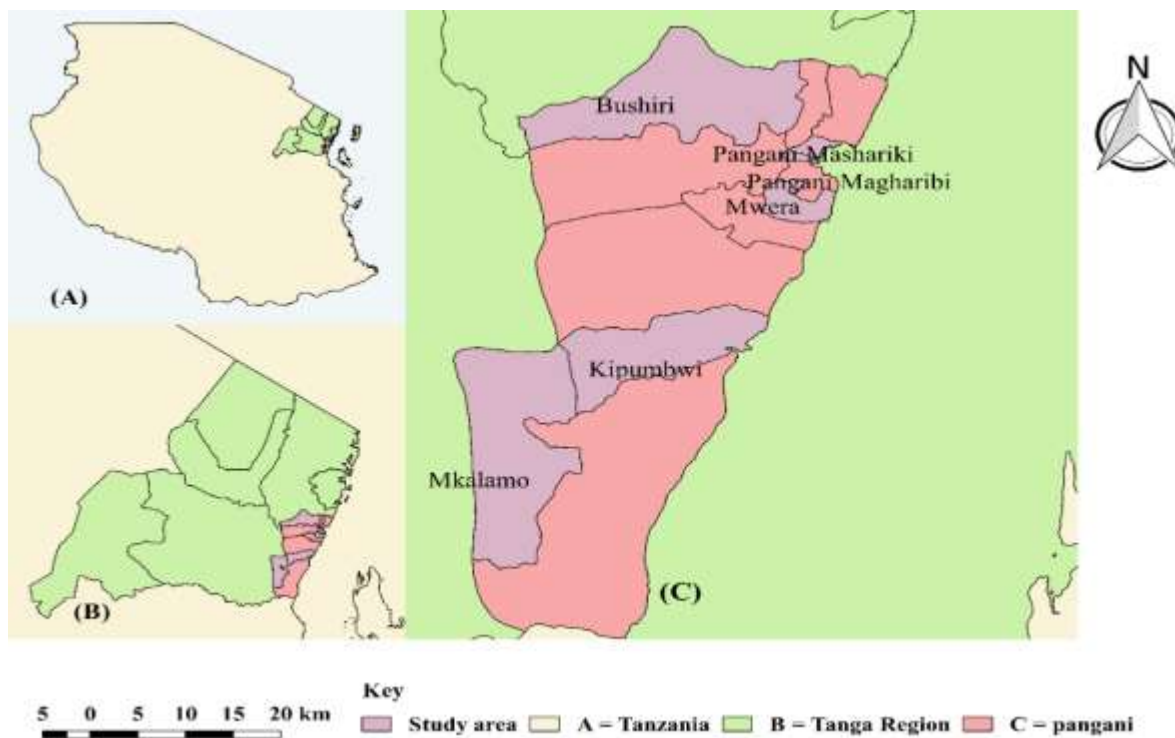 N
Bushiri
Pangani Mashariki
Pangani Magharibi
Mwera
(A)
Kipumbwi
Mkalamo
(B)
(C)
Key
5 0 5 10 15 20 km
Study area A = Tanzania B = Tanga Region C = pangani